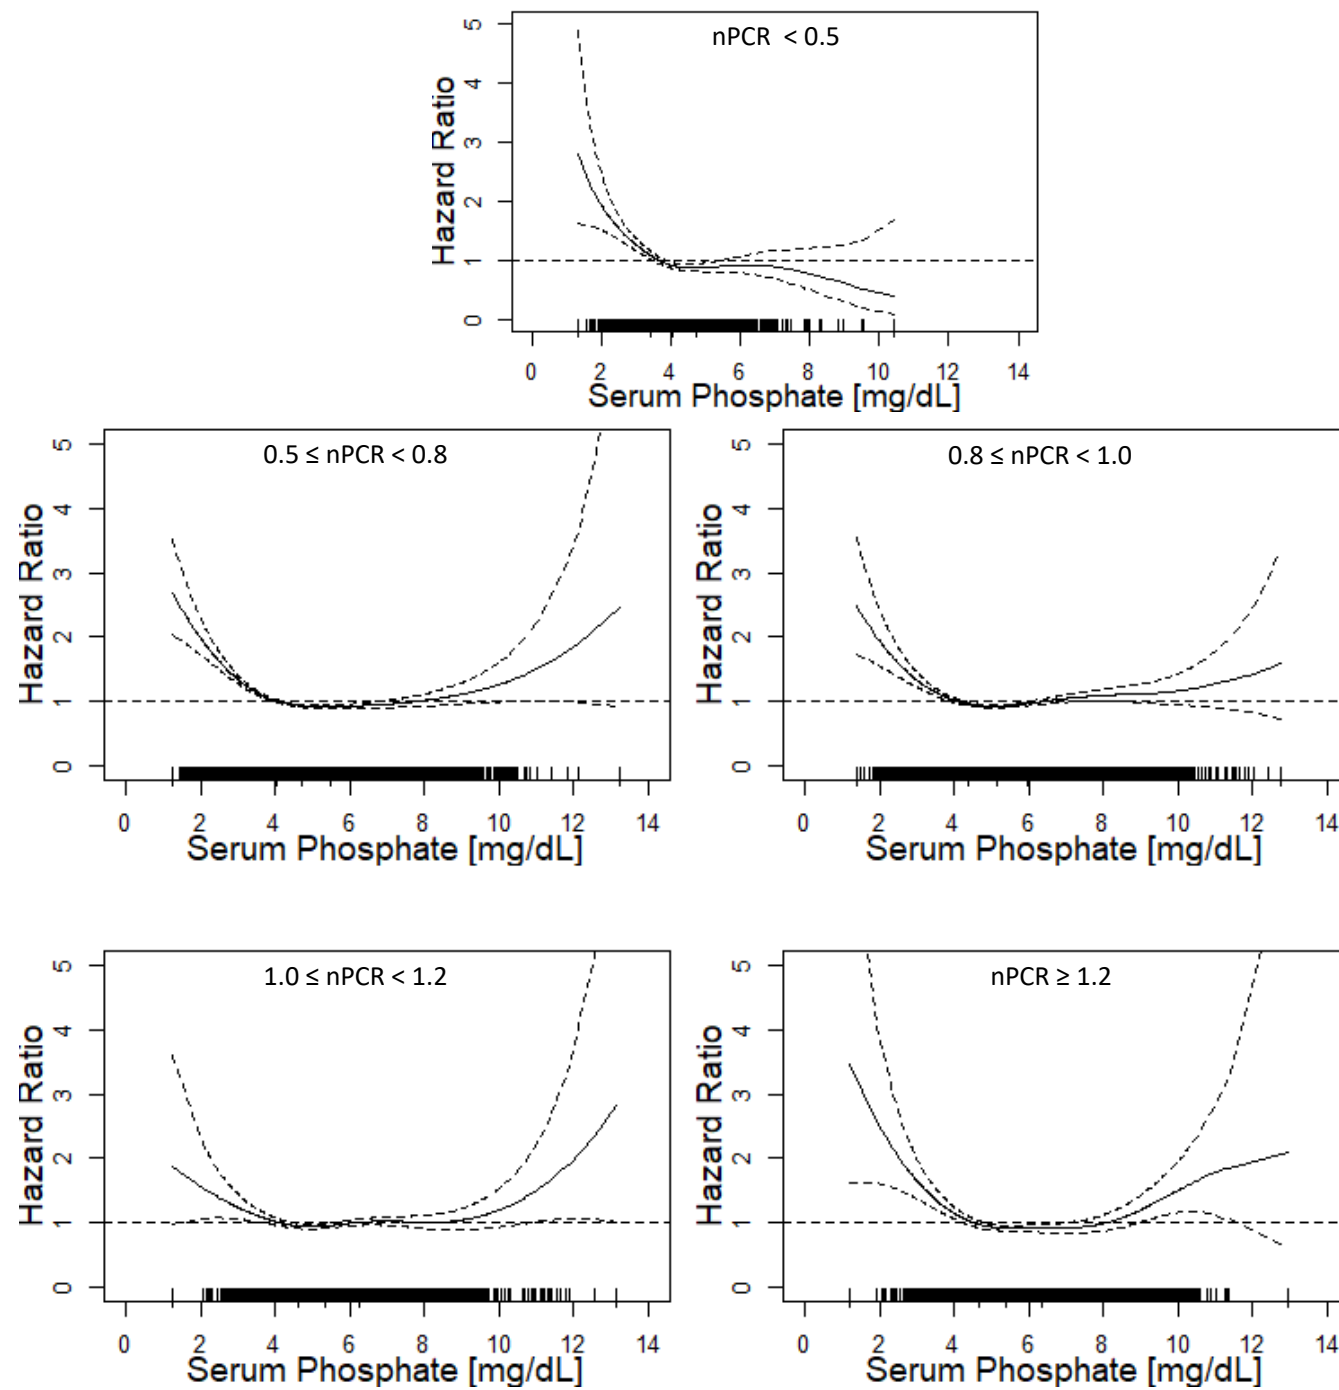 nPCR < 0.5
Hazard Ratio
0 1 2 3 4 5
0 2 4 6 8 10 12 14
Serum Phosphate [mg/dL]
0.5 ≤ nPCR < 0.8
Hazard Ratio
0 1 2 3 4 5
0 2 4 6 8 10 12 14
Serum Phosphate [mg/dL]
0.8 ≤ nPCR < 1.0
Hazard Ratio
0 1 2 3 4 5
0 2 4 6 8 10 12 14
Serum Phosphate [mg/dL]
1.0 ≤ nPCR < 1.2
Hazard Ratio
0 1 2 3 4 5
0 2 4 6 8 10 12 14
Serum Phosphate [mg/dL]
nPCR ≥ 1.2
Hazard Ratio
0 1 2 3 4 5
0 2 4 6 8 10 12 14
Serum Phosphate [mg/dL]